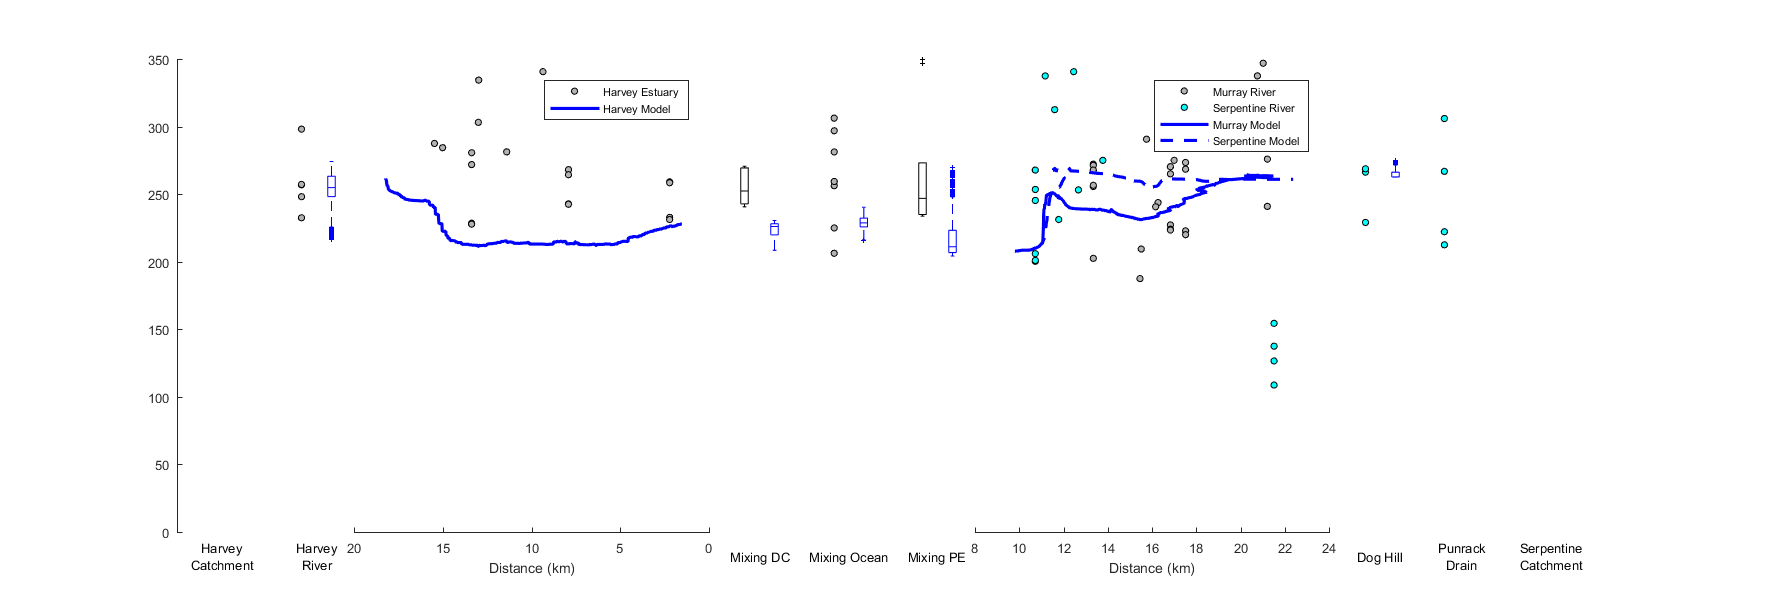 350
300
250
200
150
100
50
0
Harvey Estuary
Harvey Model
Murray River
Serpentine River
Murray Model
Serpentine Model
Harvey
Catchment
Harvey
River
20 15 10 5 0
Distance (km)
Mixing DC
Mixing Ocean
Mixing PE
8 10 12 14 16 18 20 22 24
Distance (km)
Dog Hill
Punrack
Drain
Serpentine
Catchment